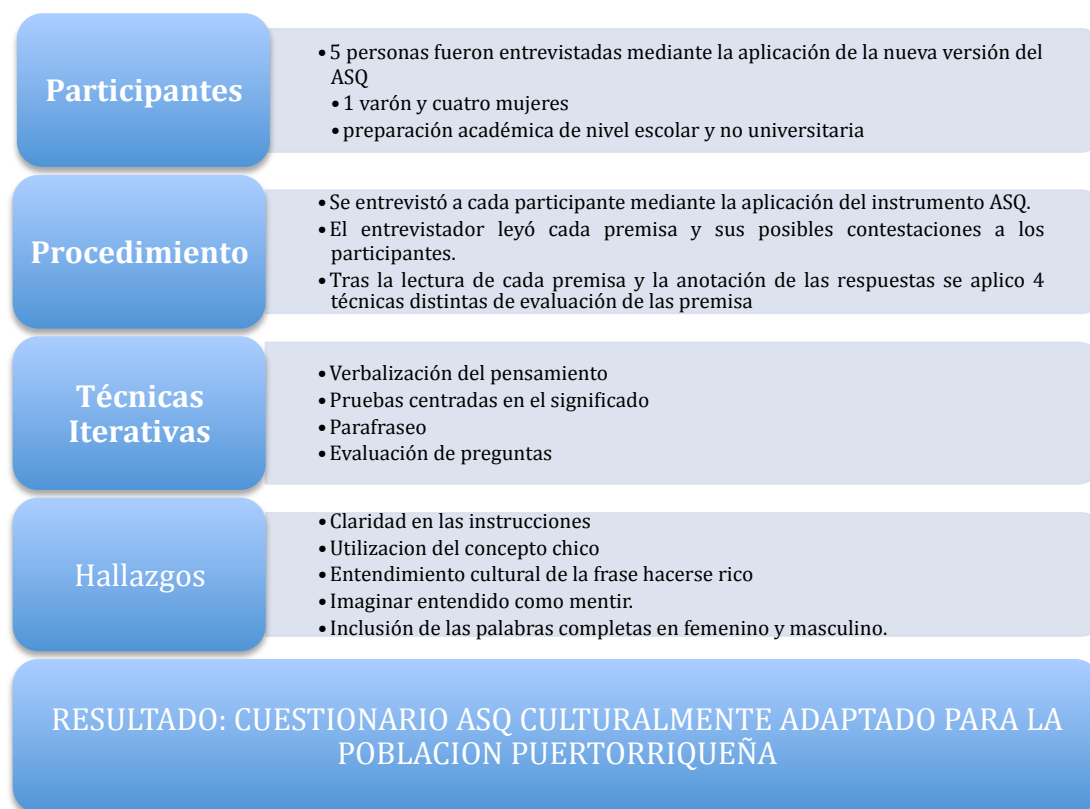 Participantes
• 5 personas fueron entrevistadas mediante la aplicación de la nueva versión del
ASQ
• 1 varón y cuatro mujeres
• preparación académica de nivel escolar y no universitaria
Procedimiento
• Se entrevistó a cada participante mediante la aplicación del instrumento ASQ.
• El entrevistador leyó cada premisa y sus posibles contestaciones a los
participantes.
• Tras la lectura de cada premisa y la anotación de las respuestas se aplico 4
técnicas distintas de evaluación de las premisa
Técnicas
Iterativas
• Verbalización del pensamiento
• Pruebas centradas en el significado
• Parafraseo
• Evaluación de preguntas
Hallazgos
• Claridad en las instrucciones
• Utilizacion del concepto chico
• Entendimiento cultural de la frase hacerse rico
• Imaginar entendido como mentir.
• Inclusión de las palabras completas en femenino y masculino.
RESULTADO: CUESTIONARIO ASQ CULTURALMENTE ADAPTADO PARA LA
POBLACION PUERTORRIQUEÑA